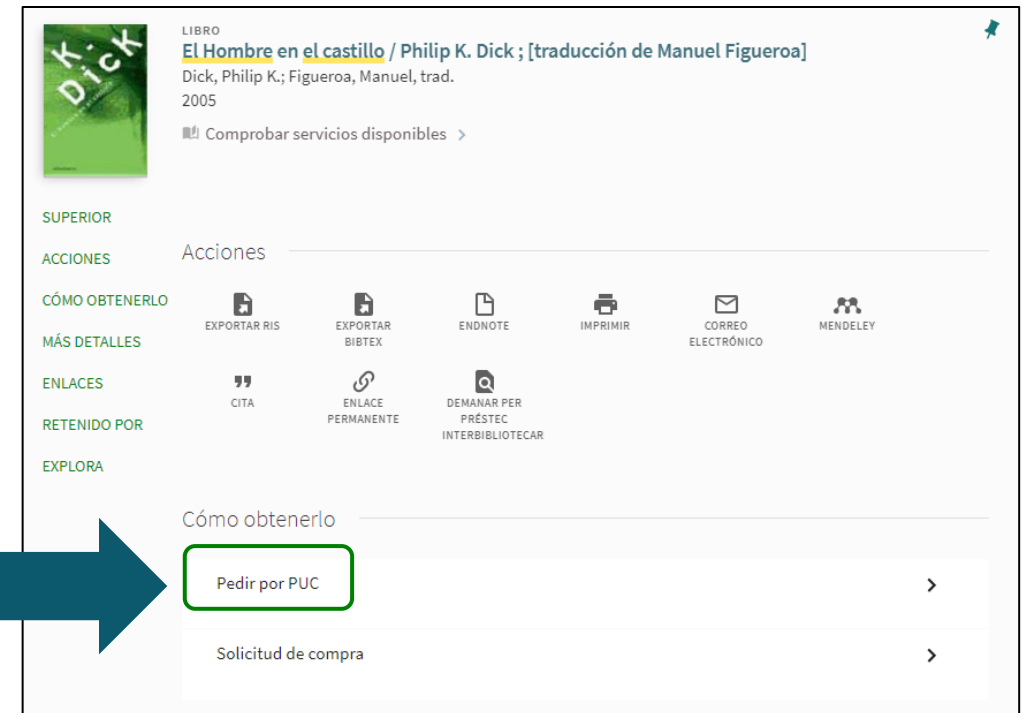 K.
Dick
LIBRO
El Hombre en el castillo / Philip K. Dick ; [traducción de Manuel Figueroa]
Dick, Philip K.; Figueroa, Manuel, trad.
2005
Comprobar servicios disponibles
SUPERIOR
ACCIONES
CÓMO OBTENERLO
MÁS DETALLES
ENLACES
RETENIDO POR
EXPLORA
Acciones
EXPORTAR RIS
EXPORTAR
BIBTEX
ENDNOTE
IMPRIMIR
CORREO
ELECTRÓNICO
MENDELEY
CITA
ENLACE
PERMANENTE
DEMANAR PER
PRÉSTEC
INTERBIBLIOTECAR
Cómo obtenerlo
Pedir por PUC
Solicitud de compra